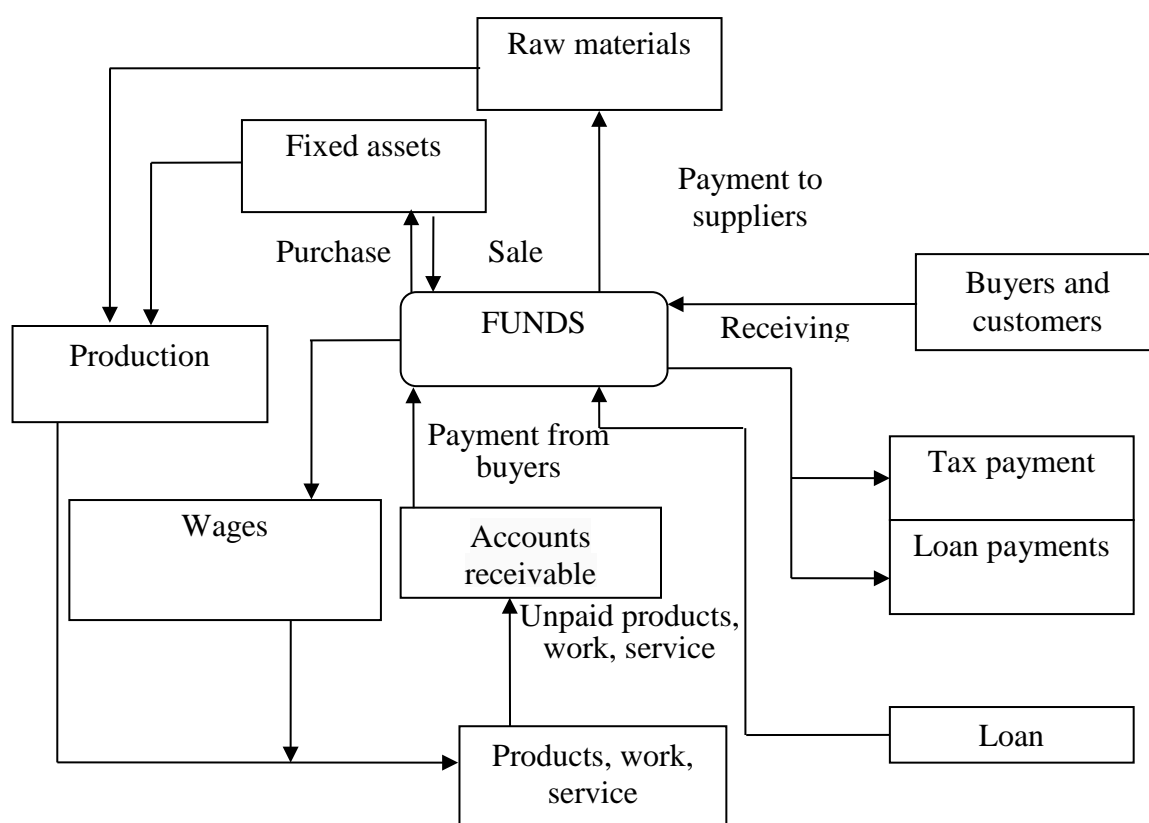 Raw materials
Fixed assets
Payment to
suppliers
Purchase
Sale
Buyers and
customers
FUNDS
Receiving
Production
Payment from
buyers
Tax payment
Wages
Accounts
receivable
Loan payments
Unpaid products,
work, service
Loan
Products, work,
service